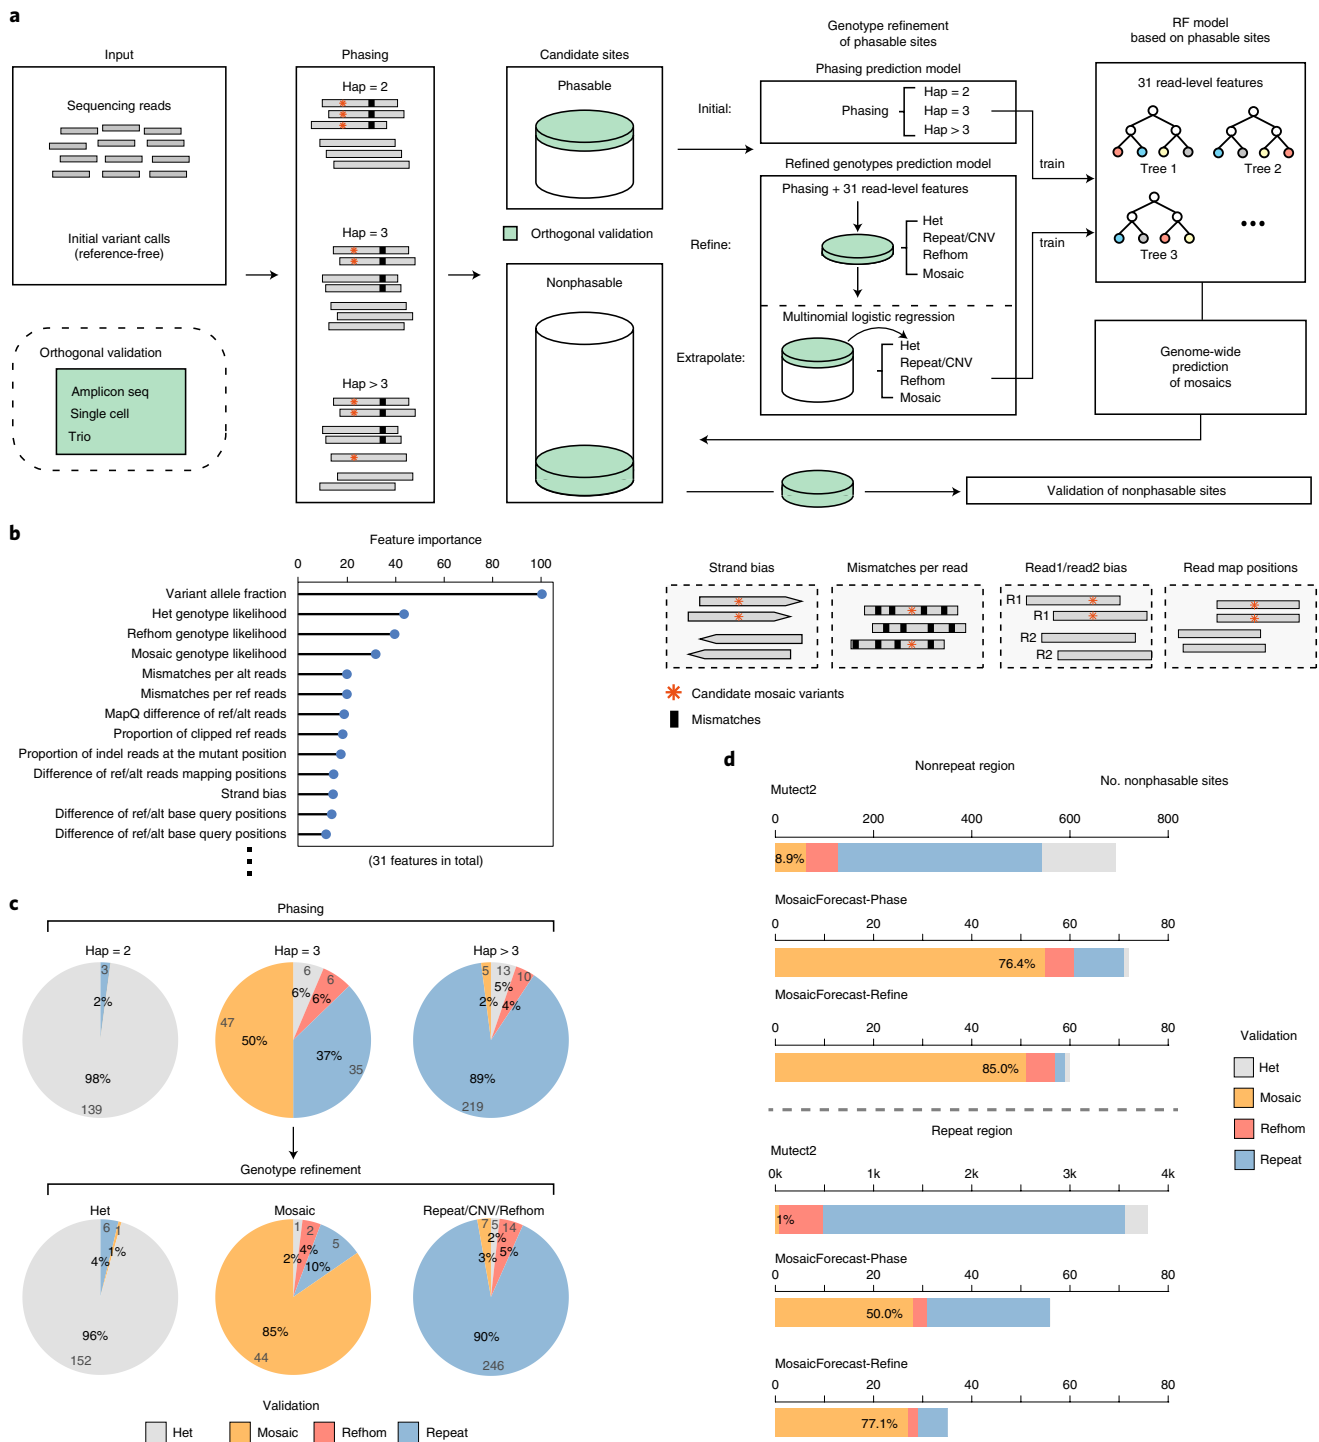 a
Input
Sequencing reads
Initial variant calls
(reference-free)
Orthogonal validation
Amplicon seq
Single cell
Trio
Phasing
Hap = 2
Hap = 3
Hap > 3
Candidate sites
Phasable
Orthogonal validation
Nonphasable
Genotype refinement
of phasable sites
Phasing prediction model
Initial:
Phasing
Hap = 2
Hap = 3
Hap > 3
Refined genotypes prediction model
Phasing + 31 read-level features
Refine:
Het
Repeat/CNV
Refhom
Mosaic
Multinomial logistic regression
Extrapolate:
Het
Repeat/CNV
Refhom
Mosaic
train
train
RF model
based on phasable sites
31 read-level features
Tree 1
Tree 2
Tree 3
Genome-wide
prediction
of mosaics
Validation of nonphasable sites
b
Feature importance
0 20 40 60 80 100
Variant allele fraction
Het genotype likelihood
Refhom genotype likelihood
Mosaic genotype likelihood
Mismatches per alt reads
Mismatches per ref reads
MapQ difference of ref/alt reads
Proportion of clipped ref reads
Proportion of indel reads at the mutant position
Difference of ref/alt reads mapping positions
Strand bias
Difference of ref/alt base query positions
Difference of ref/alt base query positions
(31 features in total)
Strand bias
Mismatches per read
Read1/read2 bias
R1
R1
R2
R2
Read map positions
Candidate mosaic variants
Mismatches
c
Phasing
Hap = 2
3
2%
98%
139
Hap = 3
6
6
6%
6%
47
50%
37%
35
Hap > 3
5
13
10
5%
2%
4%
89%
219
Genotype refinement
Het
6
1
1%
4%
96%
152
Mosaic
1
2
5
4%
2%
10%
85%
44
Repeat/CNV/Refhom
7
5
14
2%
3%
5%
90%
246
Validation
Het
Mosaic
Refhom
Repeat
d
Nonrepeat region
No. nonphasable sites
Mutect2
0 200 400 600 800
8.9%
MosaicForecast-Phase
0 20 40 60 80
76.4%
MosaicForecast-Refine
0 20 40 60 80
85.0%
Repeat region
Mutect2
0k 1k 2k 3k 4k
1%
MosaicForecast-Phase
0 20 40 60 80
50.0%
MosaicForecast-Refine
0 20 40 60 80
77.1%
Validation
Het
Mosaic
Refhom
Repeat